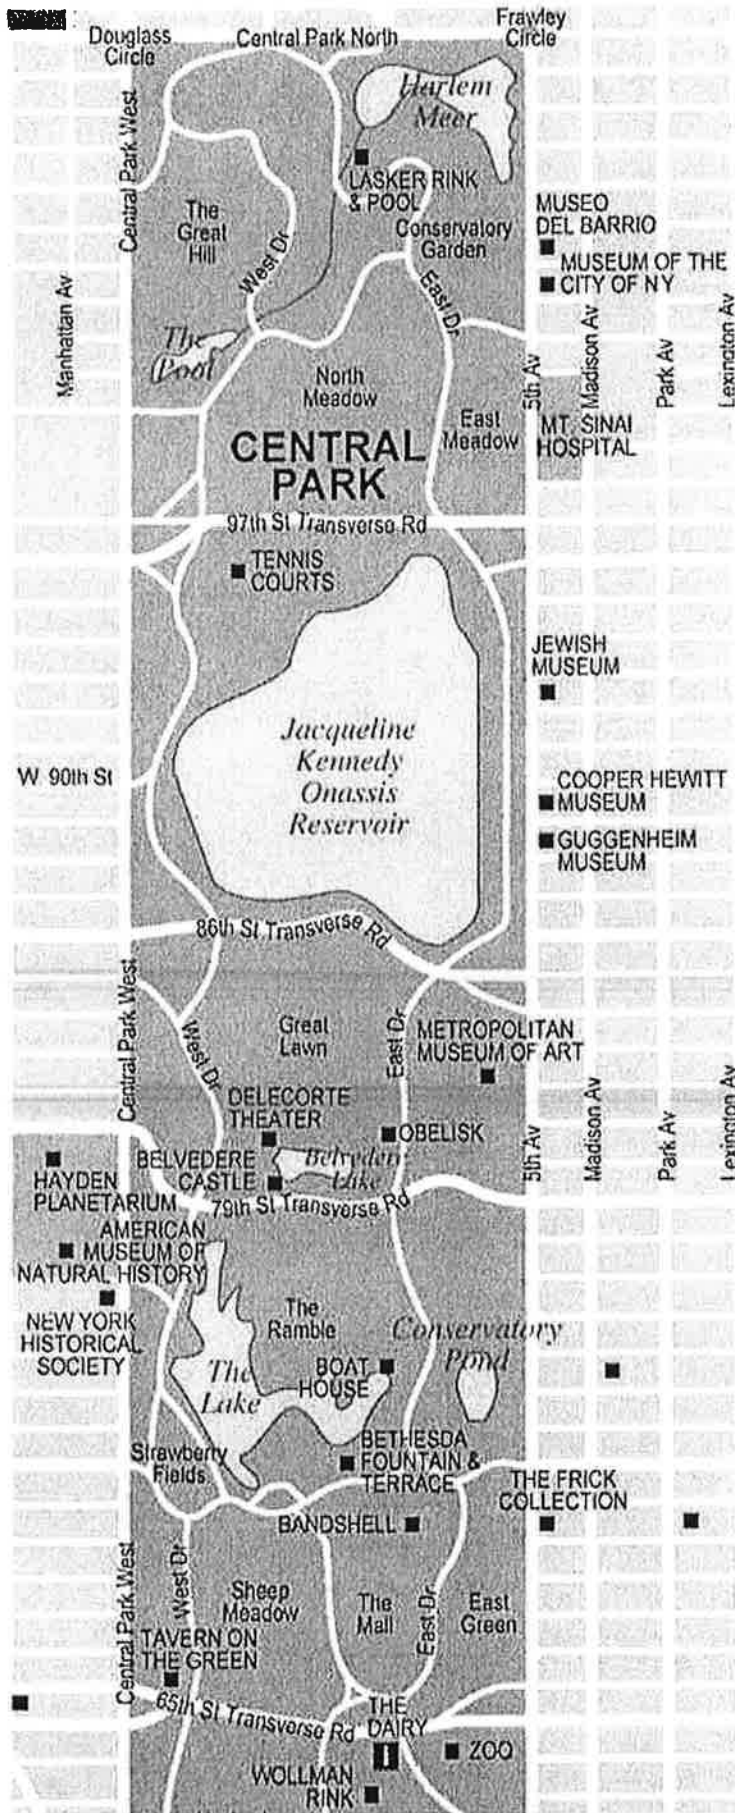 Douglass
Circle
Central Park North
Frawley
Circle
Harlem
Meer
Central Park West
LASKER RINK
& POOL
The
Great
Hill
Conservatory
Garden
MUSEO
DEL BARRIO
MUSEUM OF THE
CITY OF NY
West Dr
East Dr
Manhattan Av
The
Pool
North
Meadow
5th Av
Madison Av
Park Av
Lexington Av
East
Meadow
MT. SINAI
HOSPITAL
CENTRAL
PARK
97th St Transverse Rd
TENNIS
COURTS
JEWISH
MUSEUM
Jacqueline
Kennedy
Onassis
Reservoir
W 90th St
COOPER HEWITT
MUSEUM
GUGGENHEIM
MUSEUM
86th St Transverse Rd
Central Park West
West Dr
Great
Lawn
East Dr
METROPOLITAN
MUSEUM OF ART
DELECORTE
THEATER
OBELISK
5th Av
Madison Av
Park Av
Lexington Av
BELVEDERE
CASTLE
Belvedere
Lake
HAYDEN
PLANETARIUM
79th St Transverse Rd
AMERICAN
MUSEUM OF
NATURAL HISTORY
NEW YORK
HISTORICAL
SOCIETY
The
Ramble
Conservatory
Pond
The
Lake
BOAT
HOUSE
Strawberry
Fields
BETHESDA
FOUNTAIN &
TERRACE
THE FRICK
COLLECTION
BANDSHELL
Central Park West
West Dr
Sheep
Meadow
The
Mall
East Dr
East
Green
TAVERN ON
THE GREEN
65th St Transverse Rd
THE
DAIRY
i
ZOO
WOLLMAN
RINK